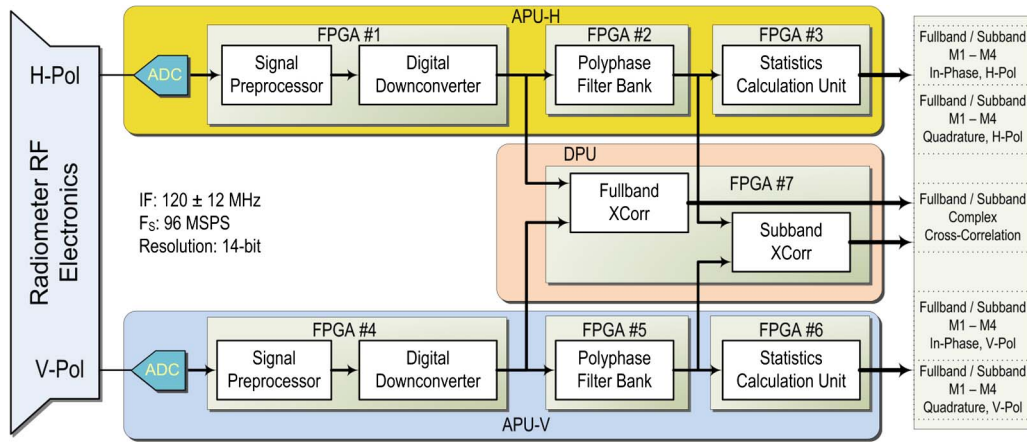 APU-H
FPGA #1
FPGA #2
FPGA #3
H-Pol
ADC
Signal
Preprocessor
Digital
Downconverter
Polyphase
Filter Bank
Statistics
Calculation Unit
Fullband / Subband
M1 – M4
In-Phase, H-Pol
Fullband / Subband
M1 – M4
Quadrature, H-Pol
Radiometer RF
Electronics
IF: 120 ± 12 MHz
FS: 96 MSPS
Resolution: 14-bit
DPU
FPGA #7
Fullband
XCorr
Subband
XCorr
Fullband / Subband
Complex
Cross-Correlation
FPGA #4
FPGA #5
FPGA #6
V-Pol
ADC
Signal
Preprocessor
Digital
Downconverter
Polyphase
Filter Bank
Statistics
Calculation Unit
APU-V
Fullband / Subband
M1 – M4
In-Phase, V-Pol
Fullband / Subband
M1 – M4
Quadrature, V-Pol